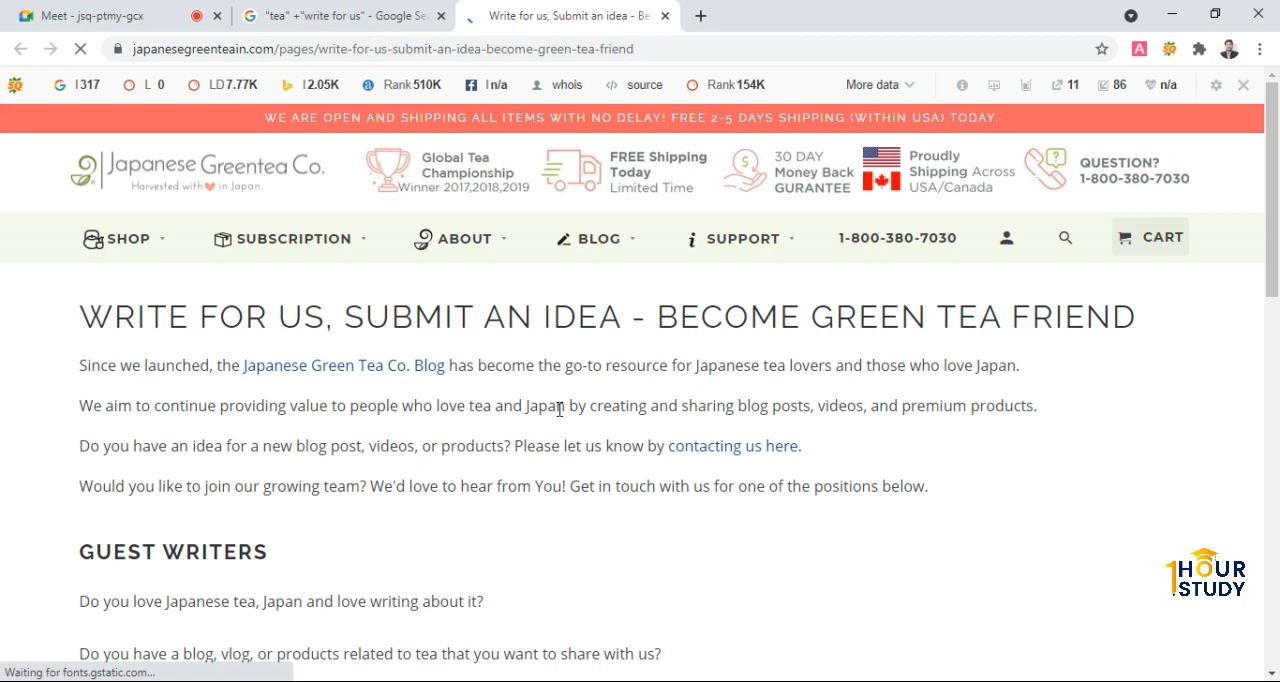 Meet - jsq-ptmy-gcx
"tea" +"write for us" - Google Se
Write for us, Submit an idea - Be
japanesegreenteain.com/pages/write-for-us-submit-an-idea-become-green-tea-friend
SQ I 317 L 0 LD 7.77K I 2.05K Rank 510K I n/a whois source Rank 154K More data 11 86 n/a
WE ARE OPEN AND SHIPPING ALL ITEMS WITH NO DELAY! FREE 2-5 DAYS SHIPPING (WITHIN USA) TODAY.
Japanese Greentea Co.
Harvested with in Japan.
Global Tea
Championship
Winner 2017,2018,2019
FREE Shipping
Today
Limited Time
30 DAY
Money Back
GURANTEE
Proudly
Shipping Across
USA/Canada
QUESTION?
1-800-380-7030
SHOP SUBSCRIPTION ABOUT BLOG SUPPORT 1-800-380-7030 CART
WRITE FOR US, SUBMIT AN IDEA - BECOME GREEN TEA FRIEND
Since we launched, the Japanese Green Tea Co. Blog has become the go-to resource for Japanese tea lovers and those who love Japan.
We aim to continue providing value to people who love tea and Japan by creating and sharing blog posts, videos, and premium products.
Do you have an idea for a new blog post, videos, or products? Please let us know by contacting us here.
Would you like to join our growing team? We'd love to hear from You! Get in touch with us for one of the positions below.
GUEST WRITERS
Do you love Japanese tea, Japan and love writing about it?
1HOUR
STUDY
Do you have a blog, vlog, or products related to tea that you want to share with us?
Waiting for fonts.gstatic.com...